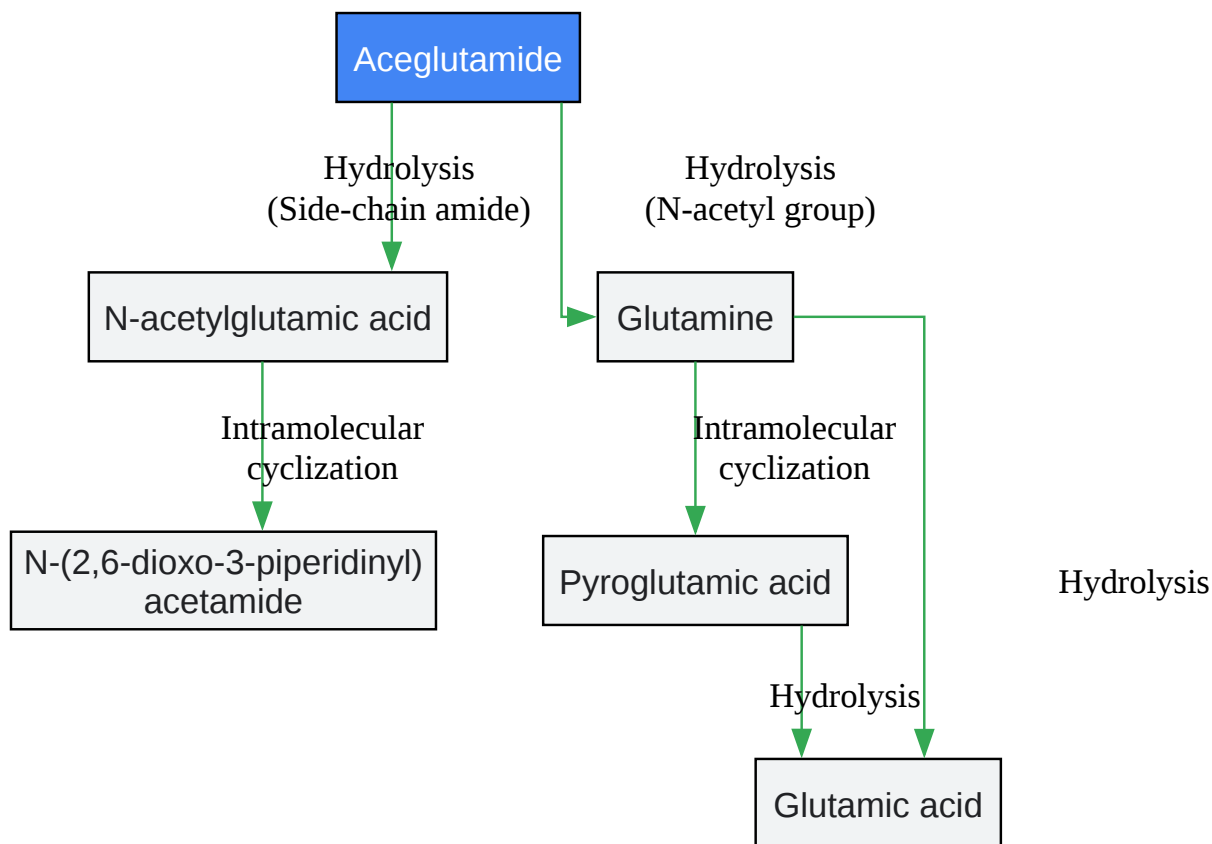 Aceglutamide
Hydrolysis
(Side-chain amide)
Hydrolysis
(N-acetyl group)
N-acetylglutamic acid
Glutamine
Intramolecular
cyclization
Intramolecular
cyclization
N-(2,6-dioxo-3-piperidinyl)
acetamide
Pyroglutamic acid
Hydrolysis
Hydrolysis
Glutamic acid